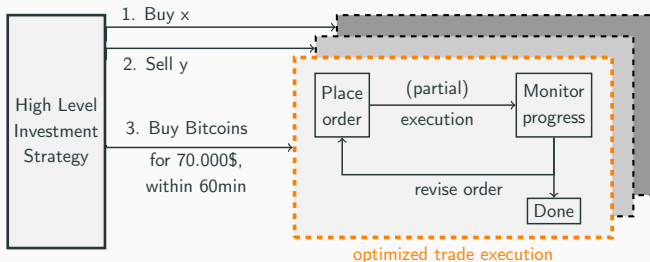 1. Buy x
2. Sell y
High Level
Investment
Strategy
3. Buy Bitcoins
for 70.000$,
within 60min
Place
order
(partial)
execution
Monitor
progress
revise order
Done
optimized trade execution